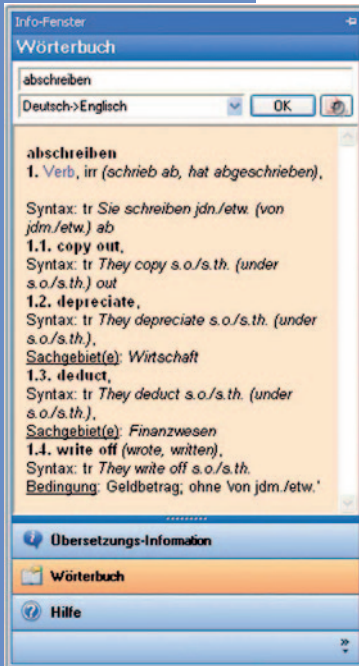 Info-Fenster
Wörterbuch
abschreiben
Deutsch->Englisch OK
abschreiben
1. Verb, irr (schrieb ab, hat abgeschrieben),
Syntax: tr Sie schreiben jdn./etw. (von
jdm./etw.) ab
1.1. copy out,
Syntax: tr They copy s.o./s.th. (under
s.o./s.th.) out
1.2. depreciate,
Syntax: tr They depreciate s.o./s.th. (under
s.o./s.th.),
Sachgebiet(e): Wirtschaft
1.3. deduct,
Syntax: tr They deduct s.o./s.th. (under
s.o./s.th.),
Sachgebiet(e): Finanzwesen
1.4. write off (wrote, written),
Syntax: tr They write off s.o./s.th.
Bedingung: Geldbetrag; ohne 'von jdm./etw.'
Übersetzungs-Information
Wörterbuch
Hilfe